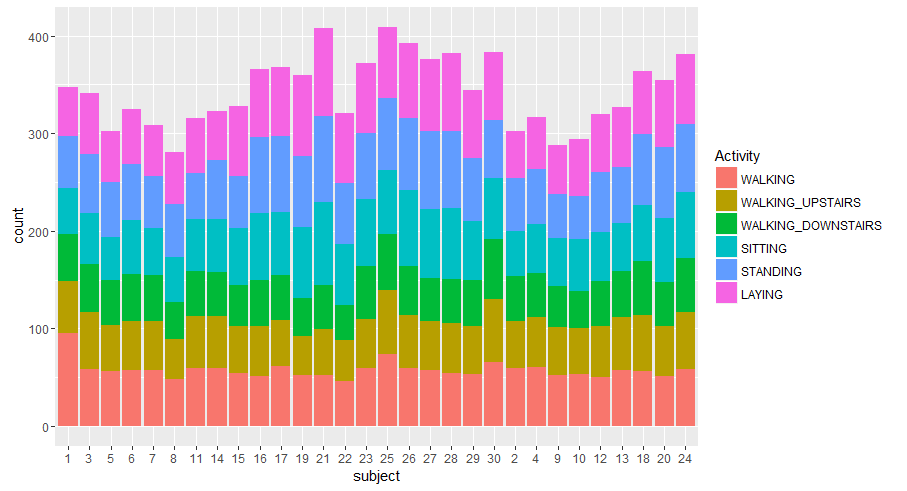 400
300
200
100
0
count
1 3 5 6 7 8 11 14 15 16 17 19 21 22 23 25 26 27 28 29 30 2 4 9 10 12 13 18 20 24
subject
Activity
WALKING
WALKING_UPSTAIRS
WALKING_DOWNSTAIRS
SITTING
STANDING
LAYING